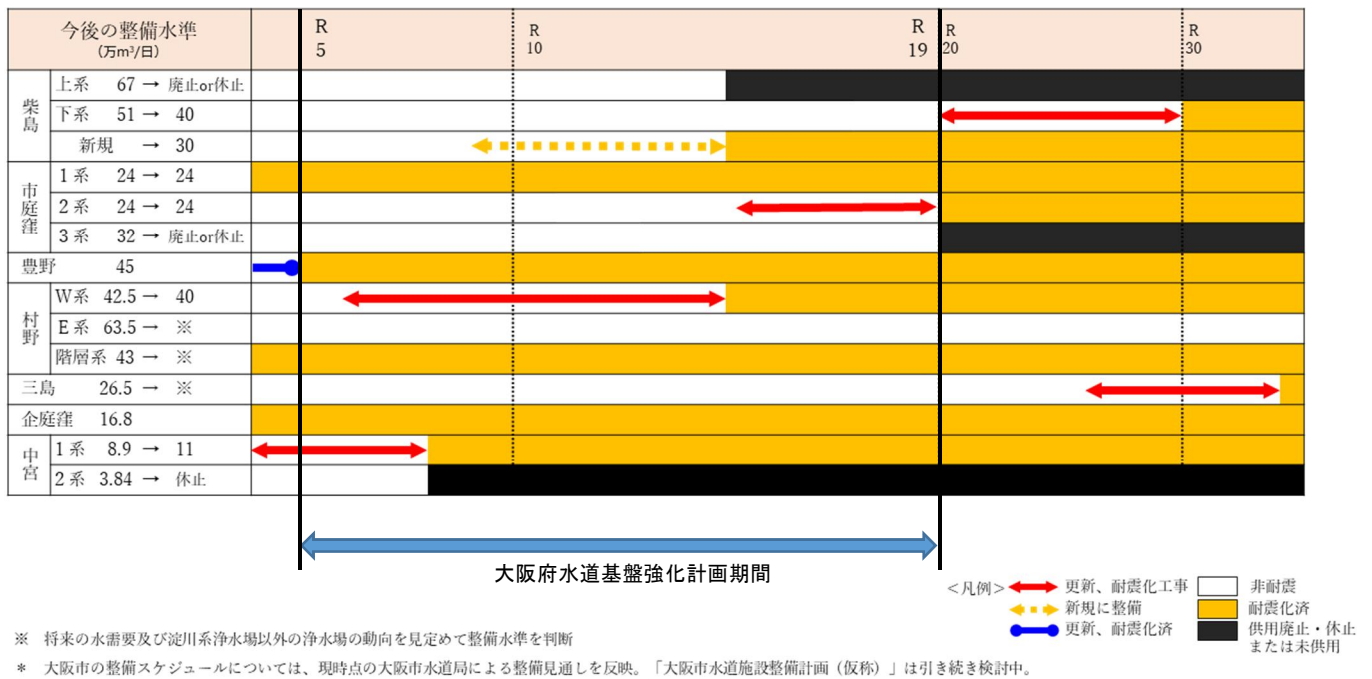 今後の整備水準
(万m³/日)
R
5
R
10
R
19
R
20
R
30
柴島
上系 67 → 廃止or休止
下系 51 → 40
新規 → 30
市庭窪
1系 24 → 24
2系 24 → 24
3系 32 → 廃止or休止
豊野 45
村野
W系 42.5 → 40
E系 63.5 → ※
階層系 43 → ※
三島 26.5 → ※
企庭窪 16.8
中宮
1系 8.9 → 11
2系 3.84 → 休止
大阪府水道基盤強化計画期間
<凡例>
更新、耐震化工事
非耐震
新規に整備
耐震化済
更新、耐震化済
供用廃止・休止
または未供用
※ 将来の水需要及び淀川系浄水場以外の浄水場の動向を見定めて整備水準を判断
* 大阪市の整備スケジュールについては、現時点の大阪市水道局による整備見通しを反映。「大阪市水道施設整備計画(仮称)」は引き続き検討中。